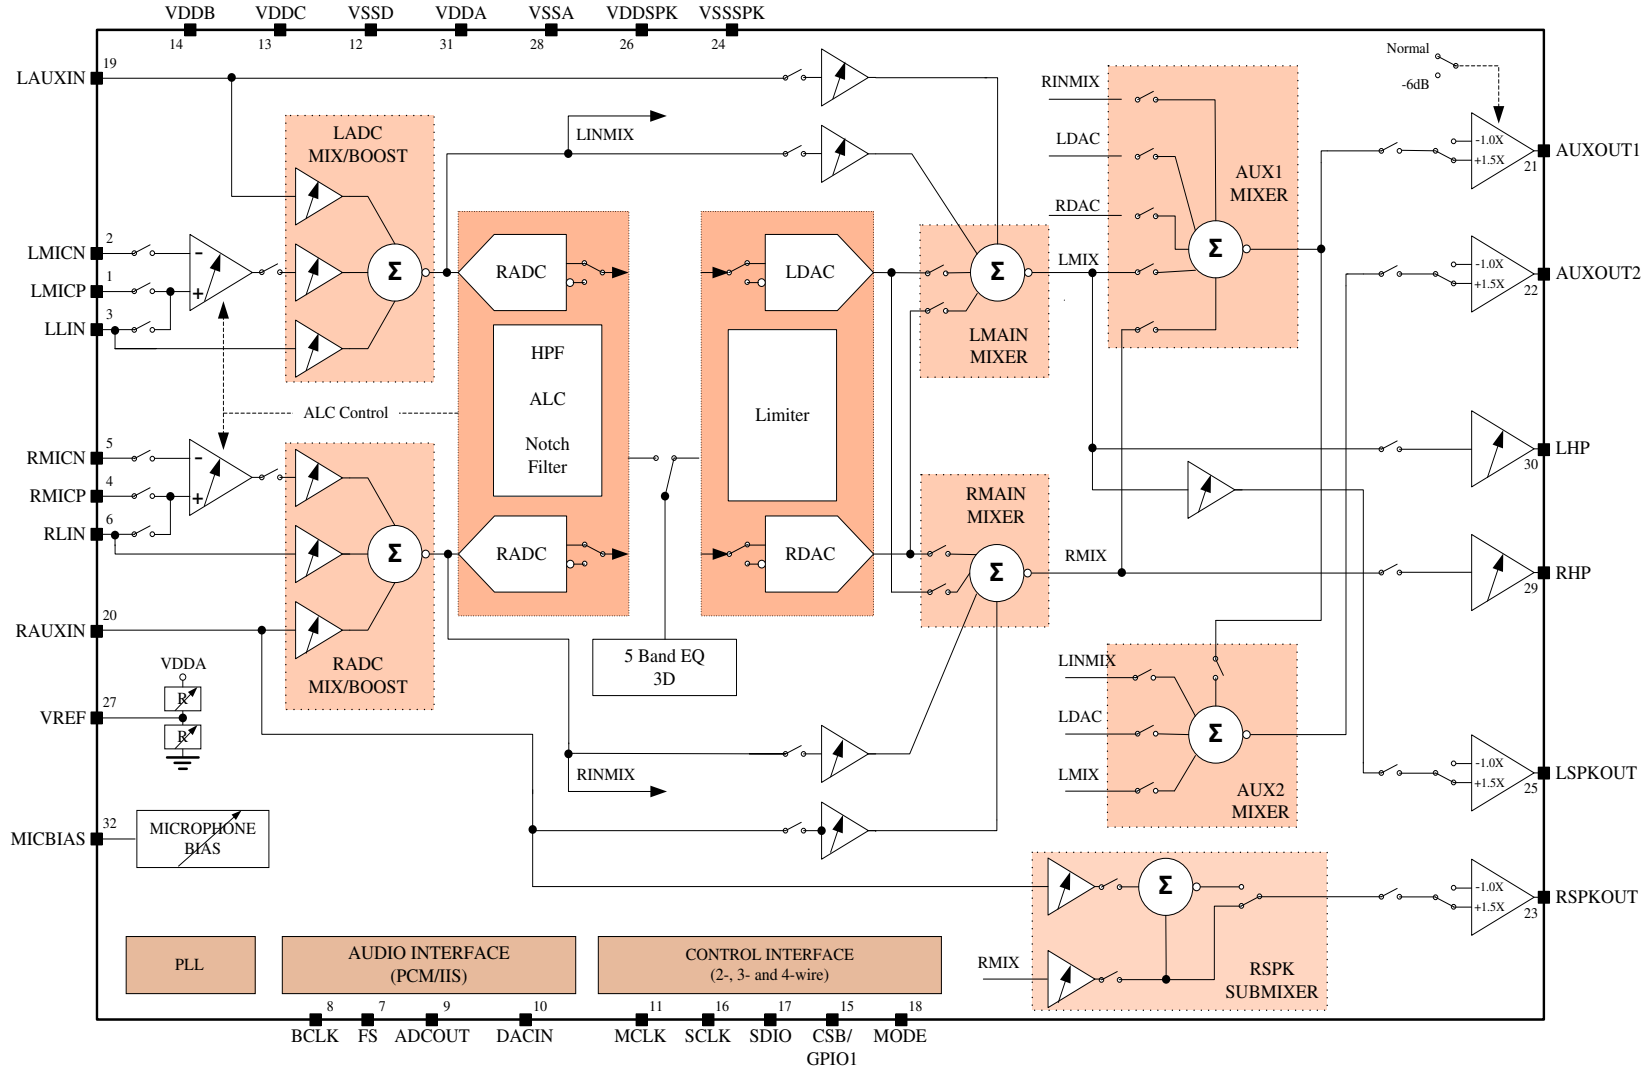 VDDB VDDC VSSD VDDA VSSA VDDSPK VSSSPK
14 13 12 31 28 26 24
Normal
-6dB
LAUXIN 19
LINMIX
LADC
MIX/BOOST
RINMIX
LDAC
RDAC
LMIX
AUX1
MIXER
Σ
-1.0X
+1.5X
21 AUXOUT1
LMICN 2
LMICP 1
LLIN 3
-
+
Σ
RADC
LDAC
Σ
LMAIN
MIXER
-1.0X
+1.5X
22 AUXOUT2
HPF
ALC
Notch
Filter
Limiter
ALC Control
RMICN 5
RMICP 4
RLIN 6
-
+
Σ
RADC
RDAC
RMAIN
MIXER
Σ
RMIX
30 LHP
29 RHP
RAUXIN 20
RADC
MIX/BOOST
5 Band EQ
3D
VDDA
R
VREF 27
R
RINMIX
LINMIX
LDAC
LMIX
Σ
AUX2
MIXER
-1.0X
+1.5X
25 LSPKOUT
MICBIAS 32
MICROPHONE
BIAS
Σ
RMIX
RSPK
SUBMIXER
-1.0X
+1.5X
23 RSPKOUT
PLL
AUDIO INTERFACE
(PCM/IIS)
CONTROL INTERFACE
(2-, 3- and 4-wire)
8 7 9 10 11 16 17 15 18
BCLK FS ADCOUT DACIN MCLK SCLK SDIO CSB/ MODE
GPIO1